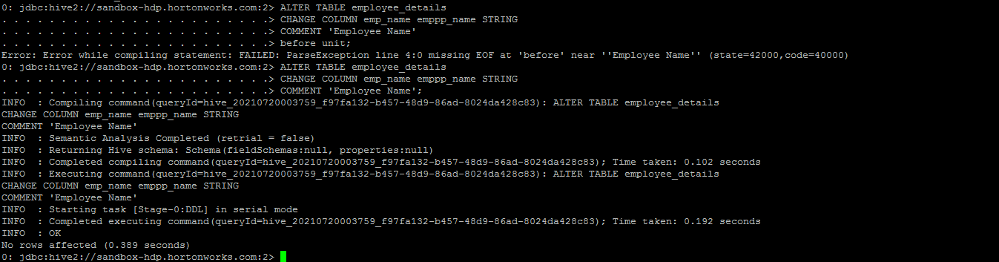 0: jdbc:hive2://sandbox-hdp.hortonworks.com:2> ALTER TABLE employee_details
. . . . . . . . . . . . . . . . . . . . . . .> CHANGE COLUMN emp_name emppp_name STRING
. . . . . . . . . . . . . . . . . . . . . . .> COMMENT 'Employee Name'
. . . . . . . . . . . . . . . . . . . . . . .> before unit;
Error: Error while compiling statement: FAILED: ParseException line 4:0 missing EOF at 'before' near ''Employee Name'' (state=42000,code=40000)
0: jdbc:hive2://sandbox-hdp.hortonworks.com:2> ALTER TABLE employee_details
. . . . . . . . . . . . . . . . . . . . . . .> CHANGE COLUMN emp_name emppp_name STRING
. . . . . . . . . . . . . . . . . . . . . . .> COMMENT 'Employee Name';
INFO  : Compiling command(queryId=hive_20210720003759_f97fa132-b457-48d9-86ad-8024da428c83): ALTER TABLE employee_details
CHANGE COLUMN emp_name emppp_name STRING
COMMENT 'Employee Name'
INFO  : Semantic Analysis Completed (retrial = false)
INFO  : Returning Hive schema: Schema(fieldSchemas:null, properties:null)
INFO  : Completed compiling command(queryId=hive_20210720003759_f97fa132-b457-48d9-86ad-8024da428c83); Time taken: 0.102 seconds
INFO  : Executing command(queryId=hive_20210720003759_f97fa132-b457-48d9-86ad-8024da428c83): ALTER TABLE employee_details
CHANGE COLUMN emp_name emppp_name STRING
COMMENT 'Employee Name'
INFO  : Starting task [Stage-0:DDL] in serial mode
INFO  : Completed executing command(queryId=hive_20210720003759_f97fa132-b457-48d9-86ad-8024da428c83); Time taken: 0.192 seconds
INFO  : OK
No rows affected (0.389 seconds)
0: jdbc:hive2://sandbox-hdp.hortonworks.com:2>